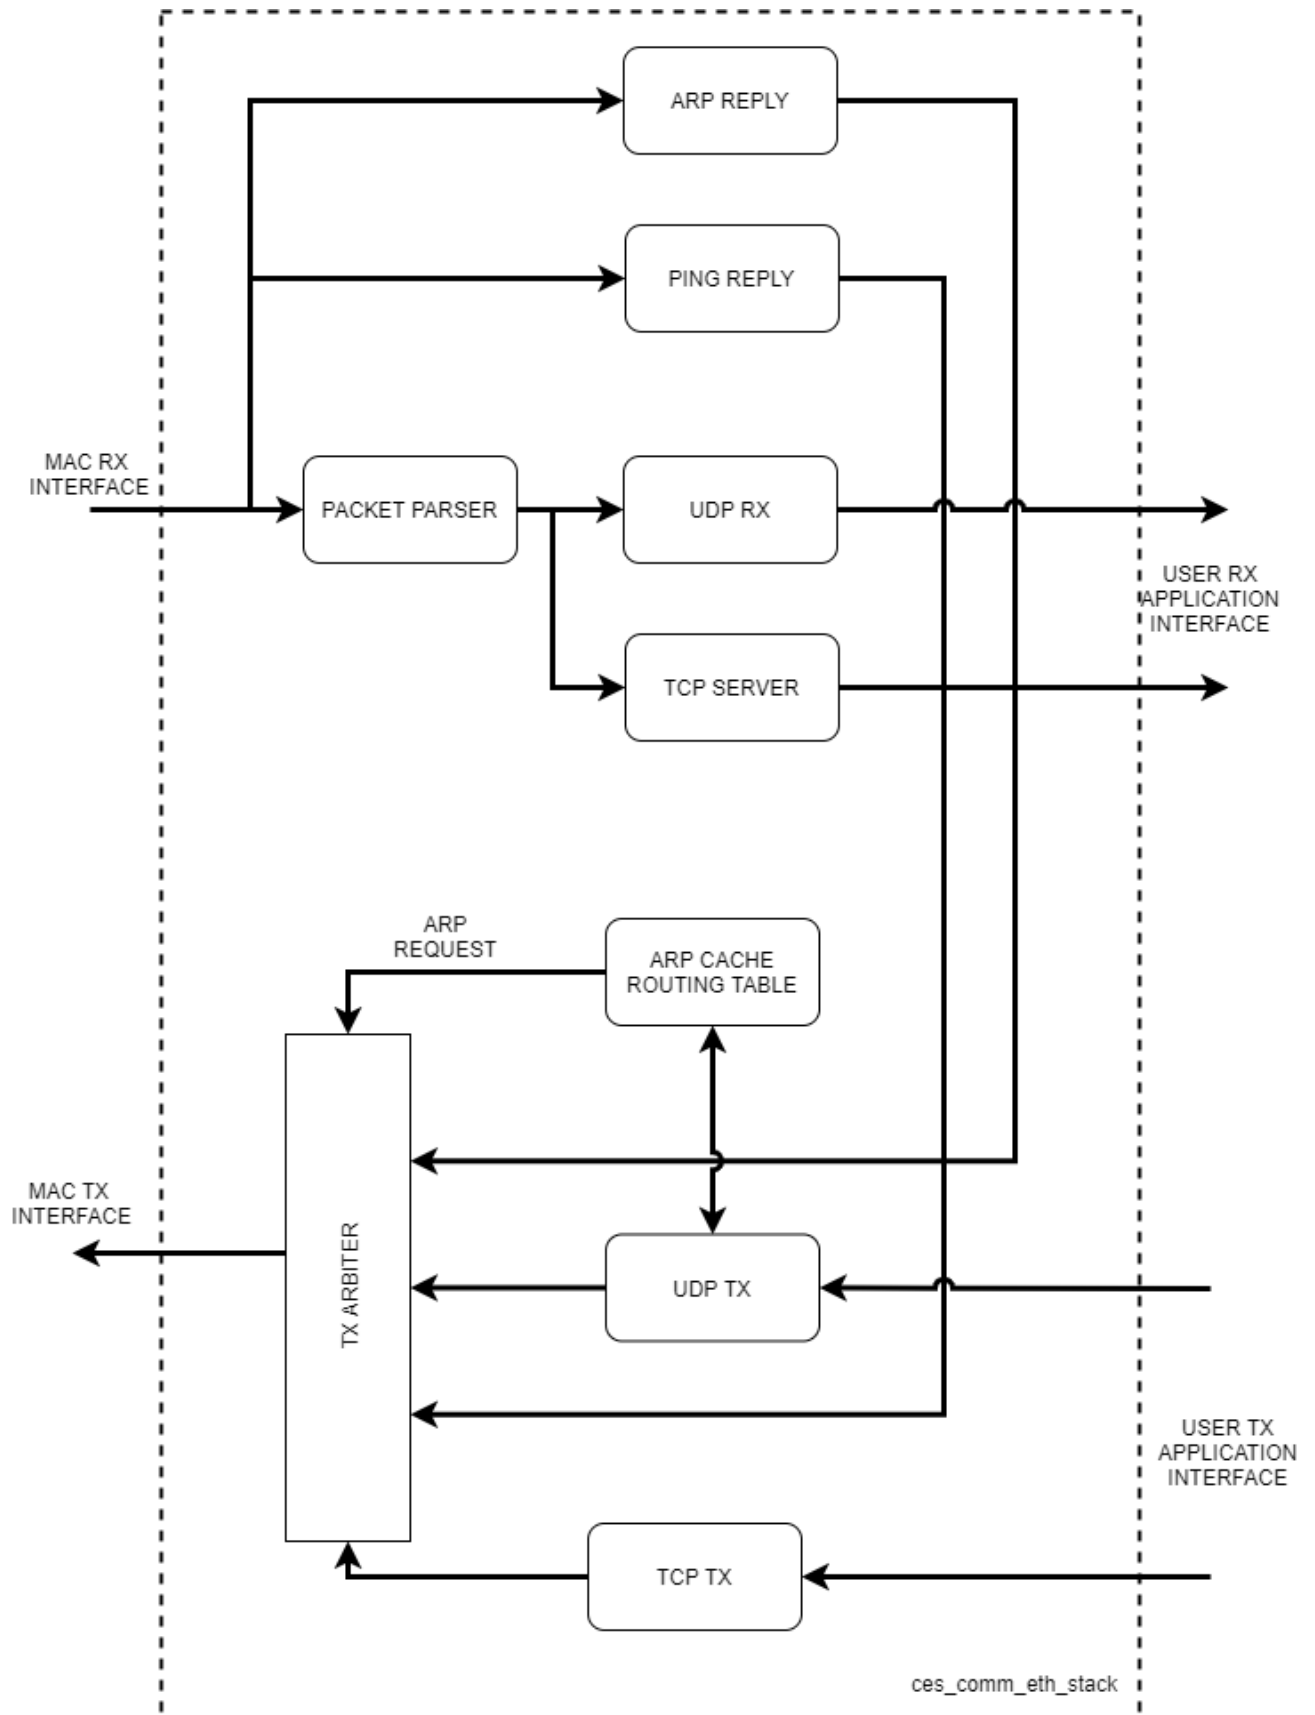 ARP REPLY
PING REPLY
MAC RX
INTERFACE
PACKET PARSER
UDP RX
USER RX
APPLICATION
INTERFACE
TCP SERVER
ARP
REQUEST
ARP CACHE
ROUTING TABLE
MAC TX
INTERFACE
TX ARBITER
UDP TX
USER TX
APPLICATION
INTERFACE
TCP TX
ces_comm_eth_stack